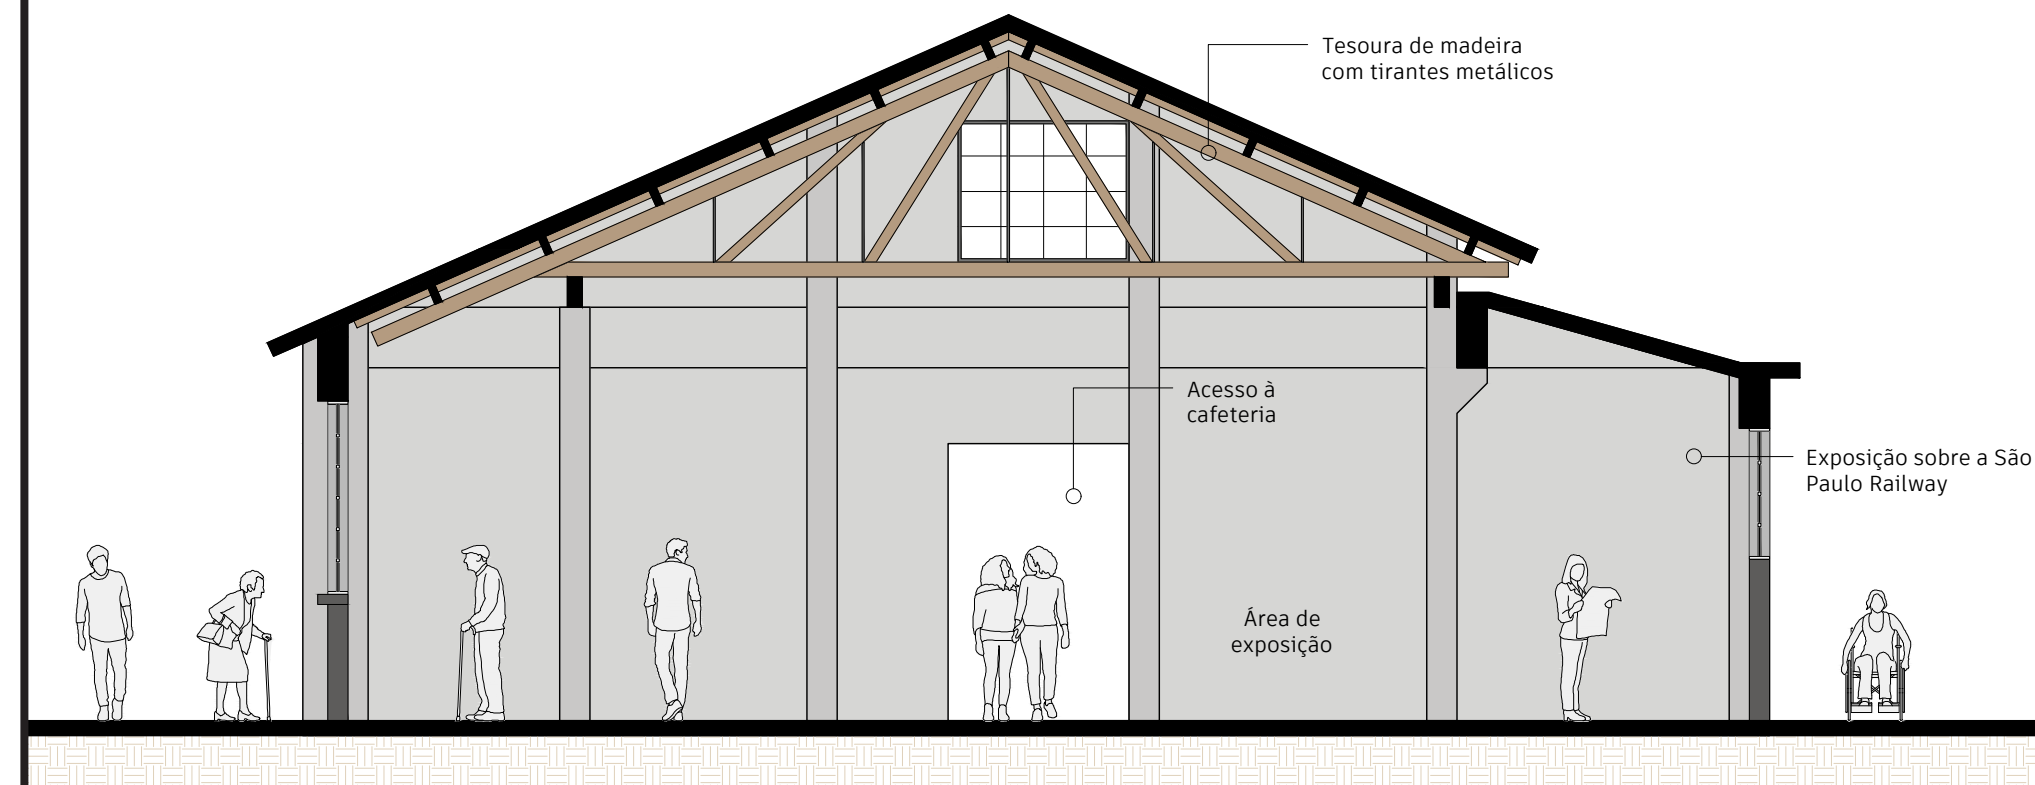 Tesoura de madeira
com tirantes metálicos
Acesso à
cafeteria
Exposição sobre a São
Paulo Railway
Área de
exposição